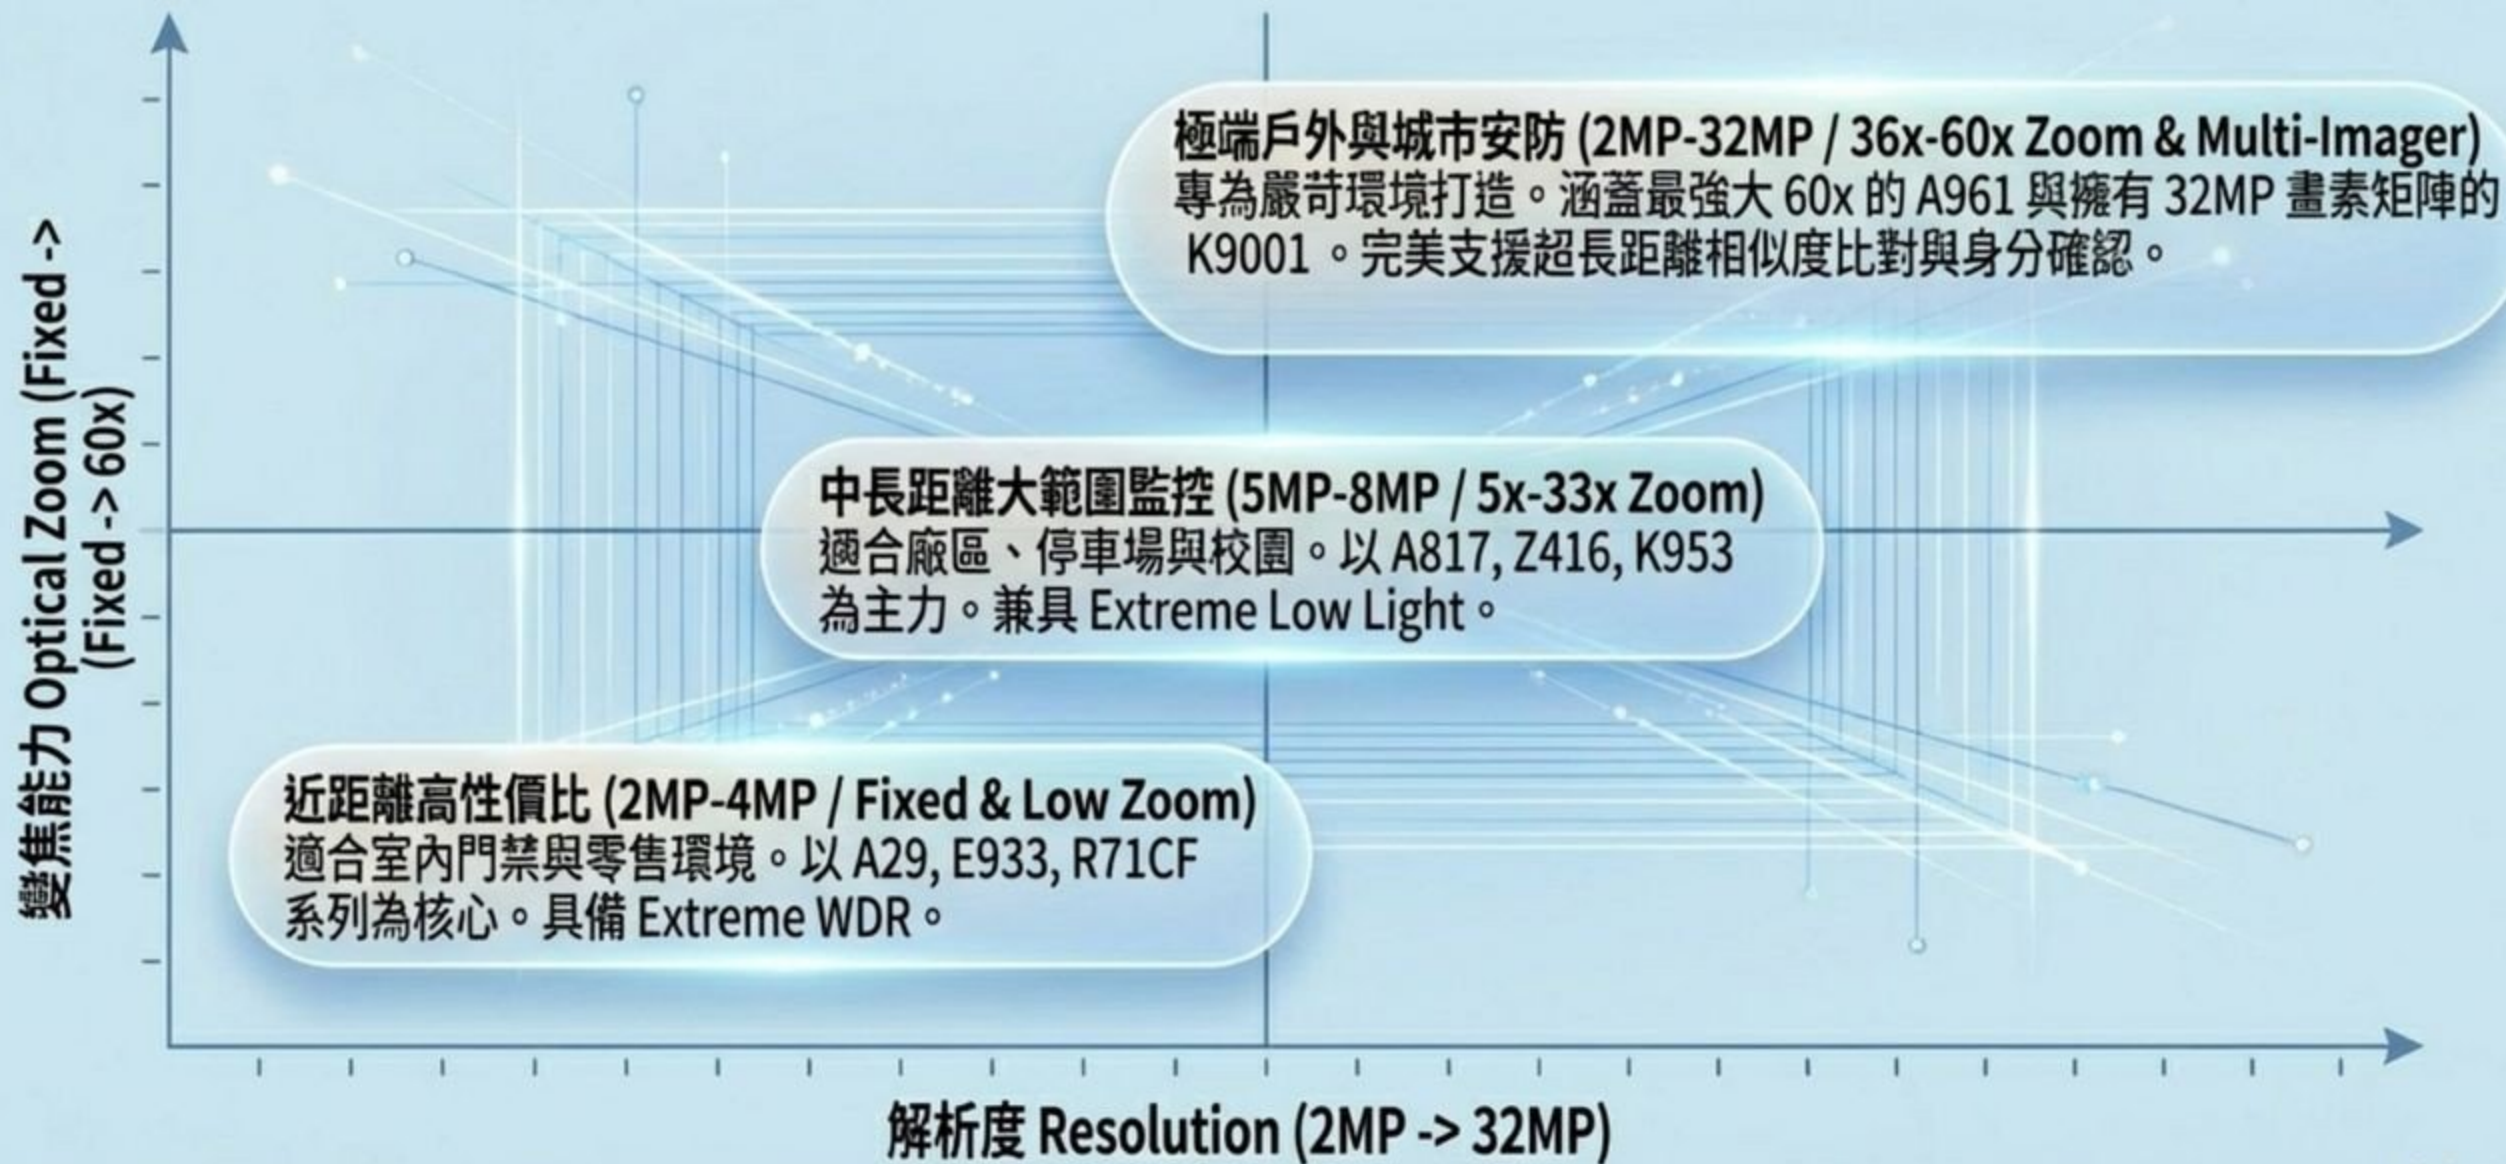 極端戶外與城市安防 (2MP-32MP / 36x-60x Zoom & Multi-Imager)
專為嚴苛環境打造。涵蓋最強大 60x 的 A961 與擁有 32MP 畫素矩陣的
K9001 。完美支援超長距離相似度比對與身分確認。
中長距離大範圍監控 (5MP-8MP / 5x-33x Zoom)
適合廠區、停車場與校園。以 A817, Z416, K953
為主力。兼具 Extreme Low Light。
近距離高性價比 (2MP-4MP / Fixed & Low Zoom)
適合室內門禁與零售環境。以 A29, E933, R71CF
系列為核心。具備 Extreme WDR。
變焦能力 Optical Zoom (Fixed ->
(Fixed -> 60x)
解析度 Resolution (2MP -> 32MP)